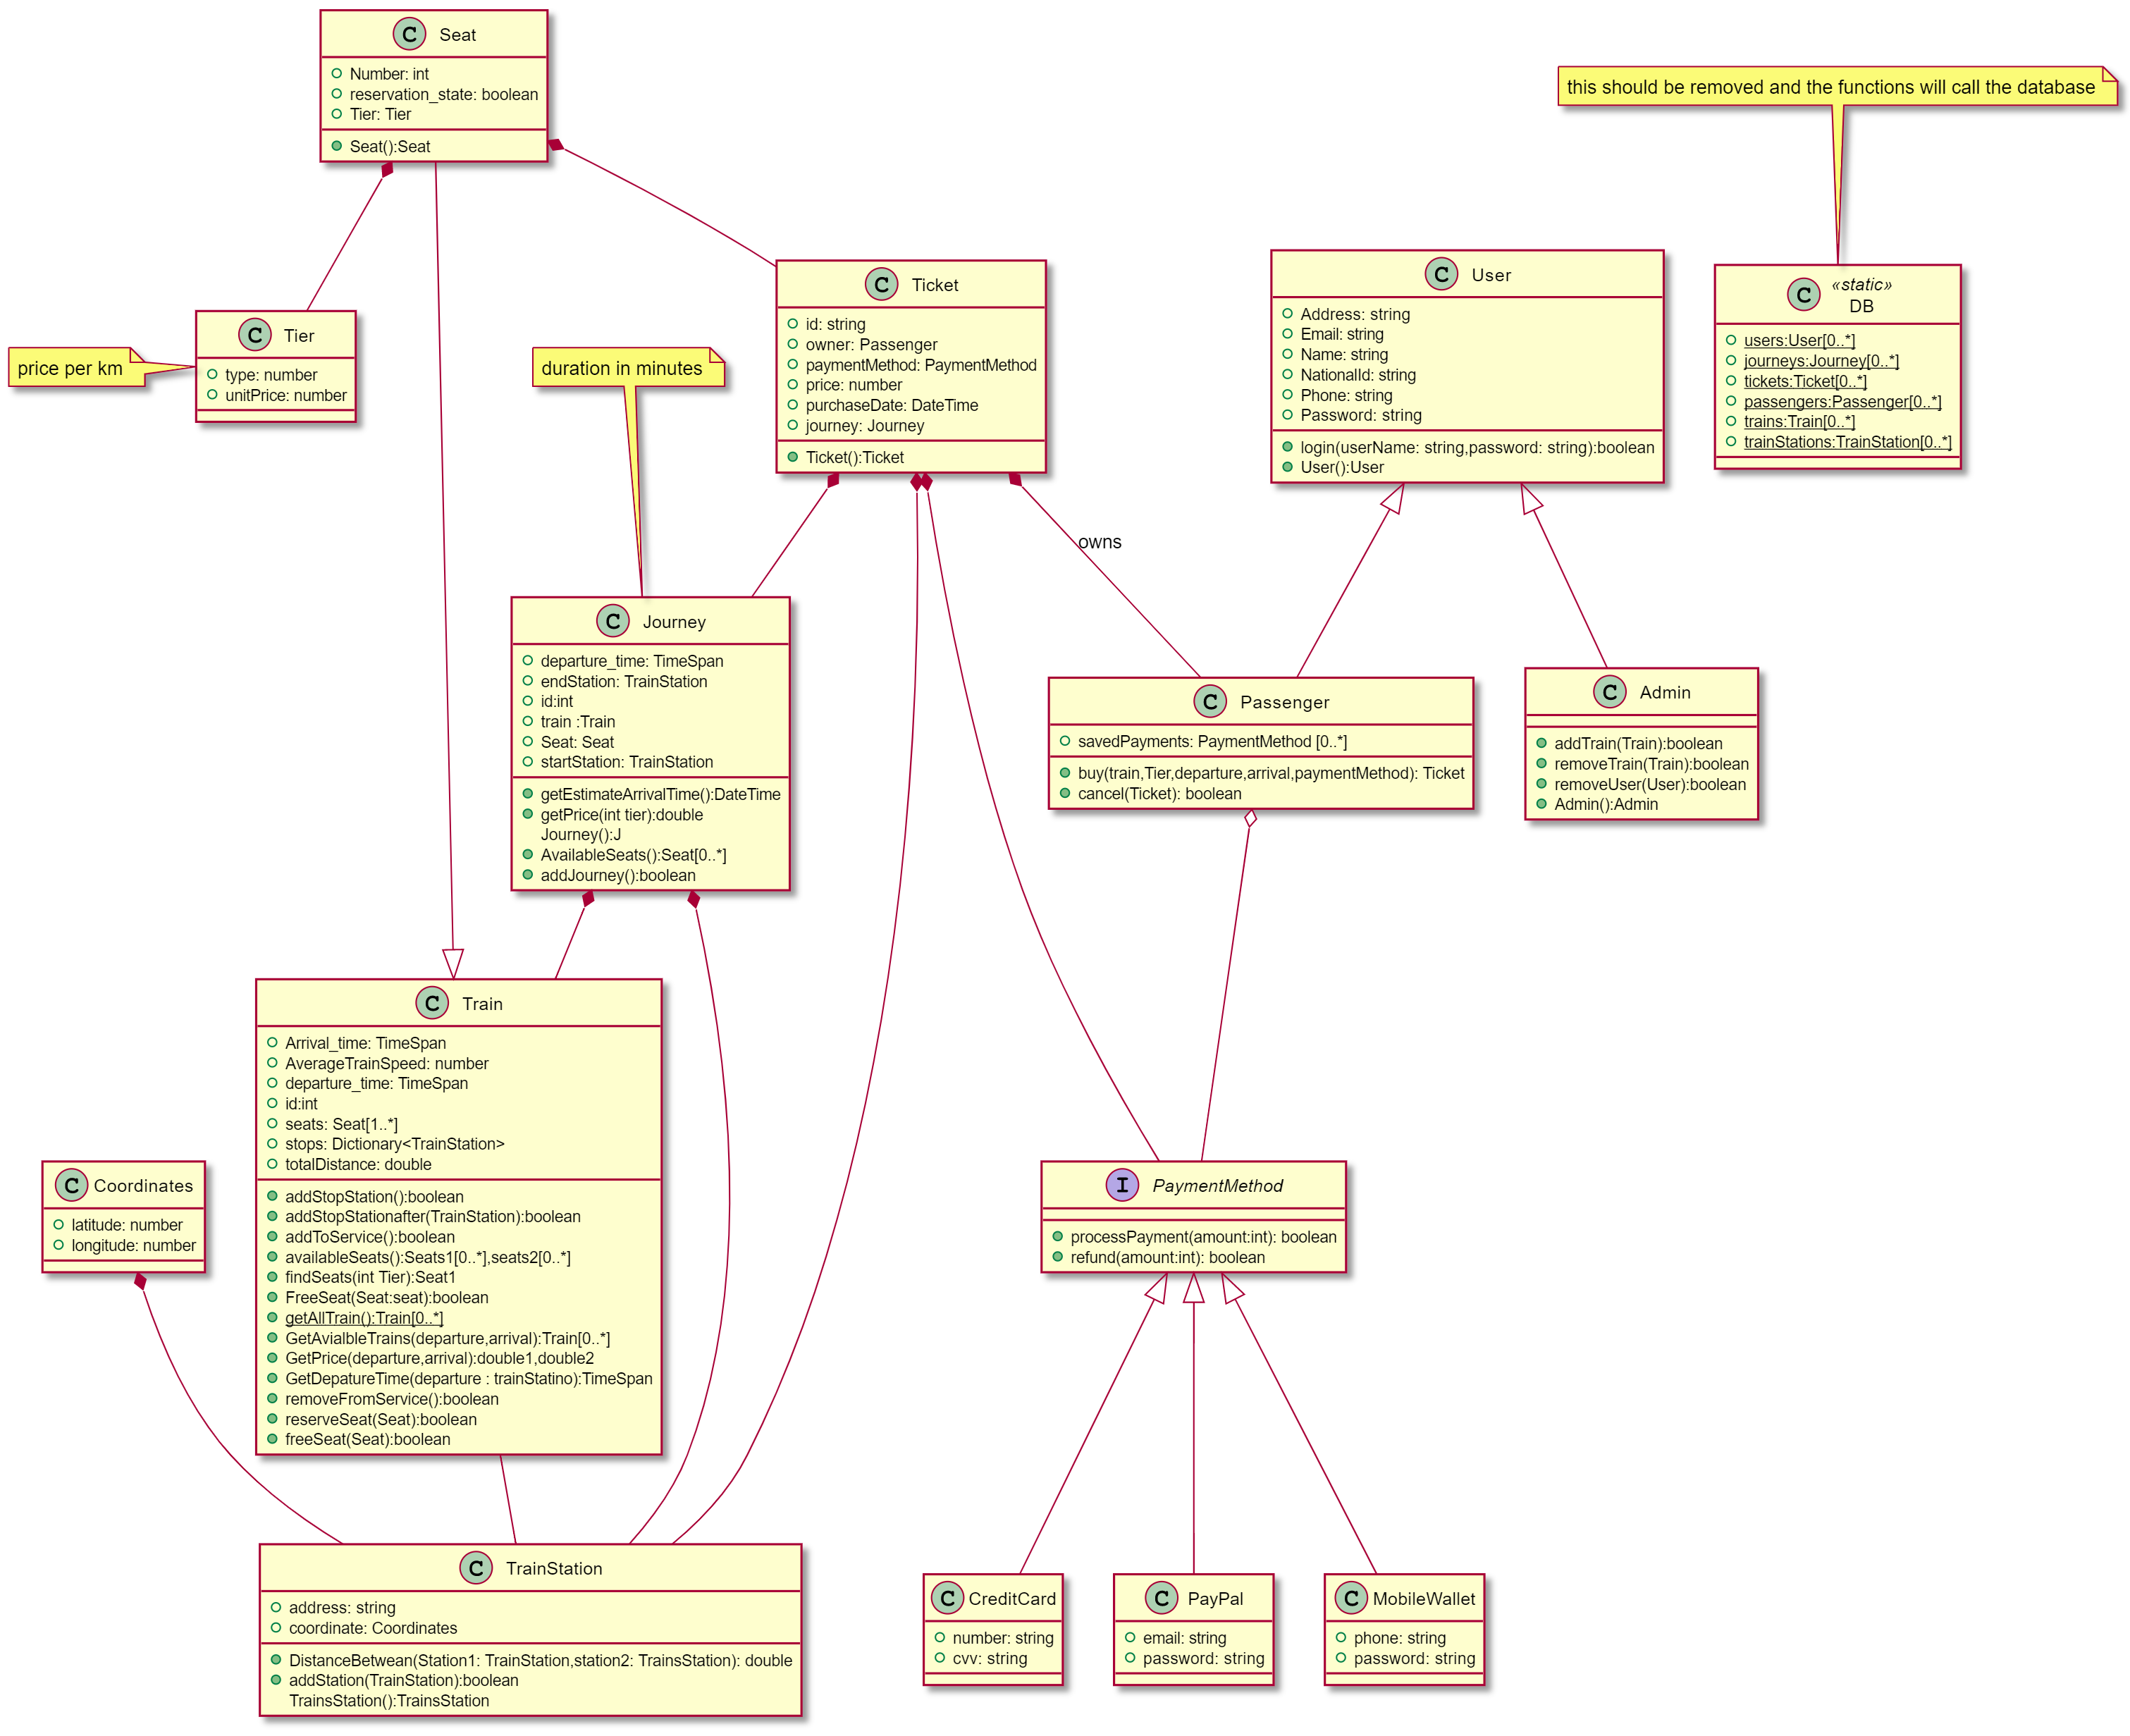 C Seat
Number: int
reservation_state: boolean
Tier: Tier
Seat():Seat
this should be removed and the functions will call the database
C Tier
type: number
unitPrice: number
price per km
duration in minutes
C Ticket
id: string
owner: Passenger
paymentMethod: PaymentMethod
price: number
purchaseDate: DateTime
journey: Journey
Ticket():Ticket
C User
Address: string
Email: string
Name: string
NationalId: string
Phone: string
Password: string
login(userName: string,password: string):boolean
User():User
C «static»
DB
users:User[0..*]
journeys:Journey[0..*]
tickets:Ticket[0..*]
passengers:Passenger[0..*]
trains:Train[0..*]
trainStations:TrainStation[0..*]
owns
C Journey
departure_time: TimeSpan
endStation: TrainStation
id:int
train :Train
Seat: Seat
startStation: TrainStation
getEstimateArrivalTime():DateTime
getPrice(int tier):double
Journey():J
AvailableSeats():Seat[0..*]
addJourney():boolean
C Passenger
savedPayments: PaymentMethod [0..*]
buy(train,Tier,departure,arrival,paymentMethod): Ticket
cancel(Ticket): boolean
C Admin
addTrain(Train):boolean
removeTrain(Train):boolean
removeUser(User):boolean
Admin():Admin
C Train
Arrival_time: TimeSpan
AverageTrainSpeed: number
departure_time: TimeSpan
id:int
seats: Seat[1..*]
stops: Dictionary<TrainStation>
totalDistance: double
addStopStation():boolean
addStopStationafter(TrainStation):boolean
addToService():boolean
availableSeats():Seats1[0..*],seats2[0..*]
findSeats(int Tier):Seat1
FreeSeat(Seat:seat):boolean
getAllTrain():Train[0..*]
GetAvialbleTrains(departure,arrival):Train[0..*]
GetPrice(departure,arrival):double1,double2
GetDepatureTime(departure : trainStatino):TimeSpan
removeFromService():boolean
reserveSeat(Seat):boolean
freeSeat(Seat):boolean
C Coordinates
latitude: number
longitude: number
I PaymentMethod
processPayment(amount:int): boolean
refund(amount:int): boolean
C TrainStation
address: string
coordinate: Coordinates
DistanceBetwean(Station1: TrainStation,station2: TrainsStation): double
addStation(TrainStation):boolean
TrainsStation():TrainsStation
C CreditCard
number: string
cvv: string
C PayPal
email: string
password: string
C MobileWallet
phone: string
password: string